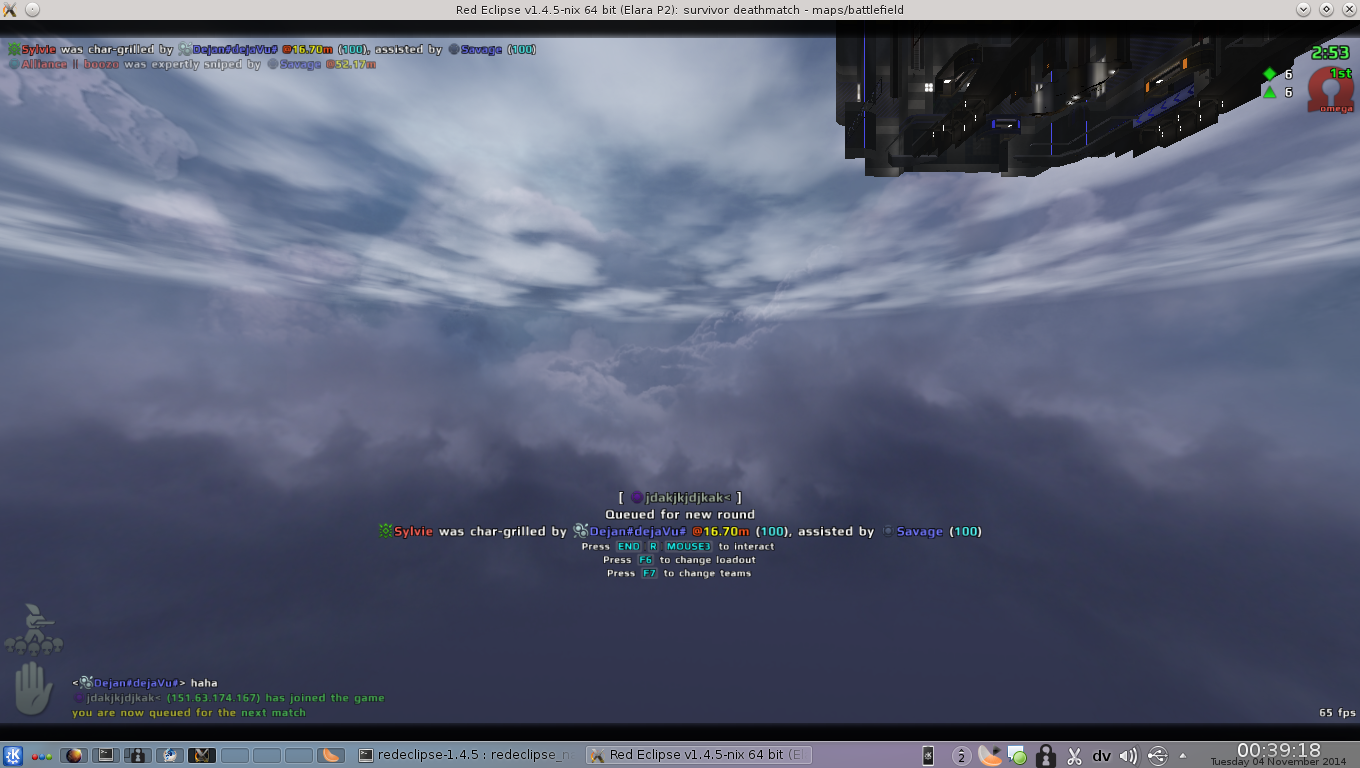 Red Eclipse v1.4.5-nix 64 bit (Elara P2): survivor deathmatch - maps/battlefield
Sylvie was char-grilled by Dejan#dejaVu# @16.70m (100), assisted by Savage (100)
Alliance || boozo was expertly sniped by Savage @52.17m
2:53
6 1st
6
omega
[ jdakjkjdjkak< ]
Queued for new round
Sylvie was char-grilled by Dejan#dejaVu# @16.70m (100), assisted by Savage (100)
Press END R MOUSE3 to interact
Press F6 to change loadout
Press F7 to change teams
<Dejan#dejaVu#> haha
jdakjkjdjkak< (151.63.174.167) has joined the game
you are now queued for the next match
65 fps
redeclipse-1.4.5 : redeclipse_n
Red Eclipse v1.4.5-nix 64 bit (El
2
dv
00:39:18
Tuesday 04 November 2014